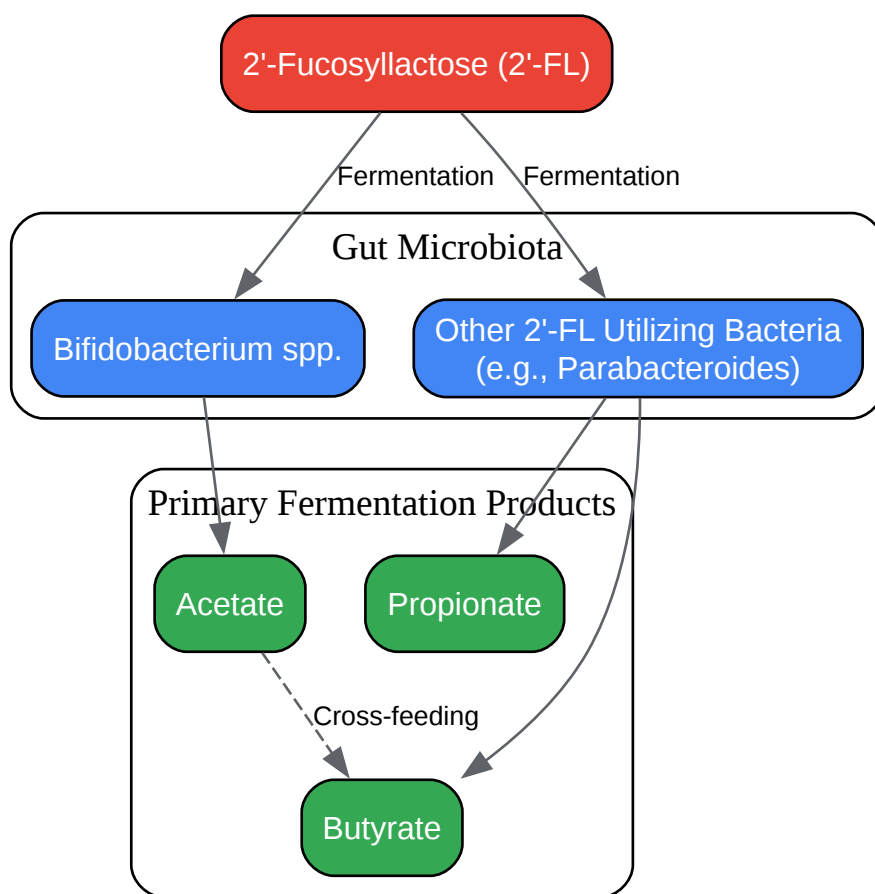 2'-Fucosyllactose (2'-FL)
Fermentation
Fermentation
Gut Microbiota
Bifidobacterium spp.
Other 2'-FL Utilizing Bacteria
(e.g., Parabacteroides)
Primary Fermentation Products
Acetate
Propionate
Cross-feeding
Butyrate